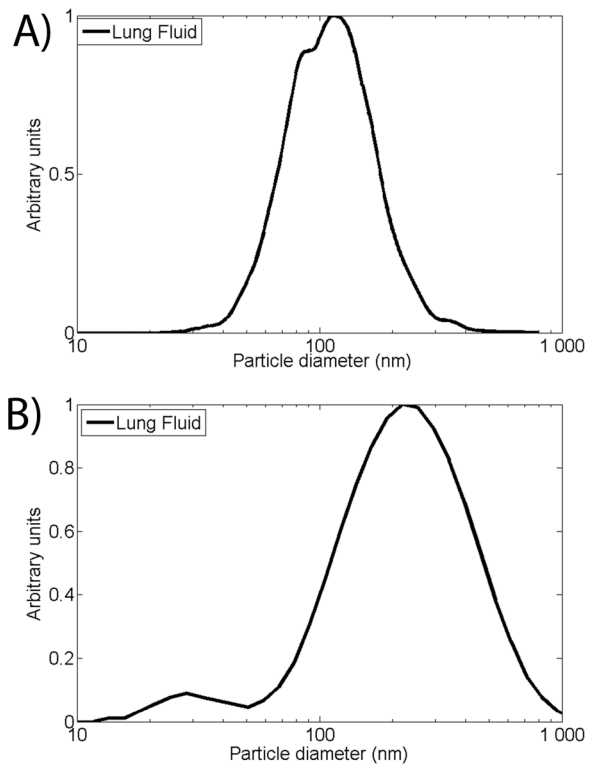 A)
Lung Fluid
1
0.5
0
Arbitrary units
10
100
1 000
Particle diameter (nm)
B)
Lung Fluid
1
0.8
0.6
0.4
0.2
0
Arbitrary units
10
100
1 000
Particle diameter (nm)